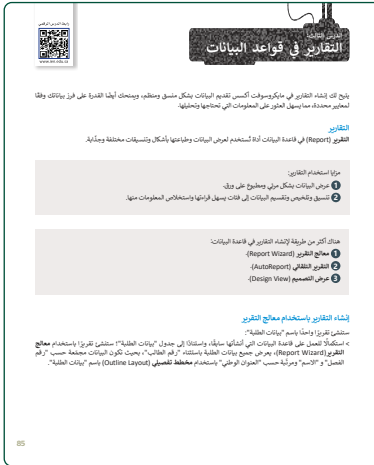 رابط الدرس الرقمي
www.ien.edu.sa
الدرس الثالث:
التقارير في قواعد البيانات
يتيح لك إنشاء التقارير في مايكروسوفت أكسس تقديم البيانات بشكل منسق ومنظم، ويمنحك أيضًا القدرة على فرز بياناتك وفقًا
لمعايير محددة، مما يسهل العثور على المعلومات التي تحتاجها وتحليلها.
التقارير
التقرير (Report) في قاعدة البيانات أداة تُستخدم لعرض البيانات وطباعتها بأشكال وتنسيقات مختلفة وجذّابة.
مزايا استخدام التقارير:
1 عرض البيانات بشكل مرئي ومطبوع على ورق.
2 تنسيق وتلخيص وتقسيم البيانات إلى فئات يسهل قراءتها واستخلاص المعلومات منها.
هناك أكثر من طريقة لإنشاء التقارير في قاعدة البيانات:
1 معالج التقرير (Report Wizard).
2 التقرير التلقائي (AutoReport).
3 عرض التصميم (Design View).
إنشاء التقارير باستخدام معالج التقرير
ستنشئ تقريرًا واحدًا باسم "بيانات الطلبة":
> استكمالًا للعمل على قاعدة البيانات التي أنشأتها سابقًا، واستنادًا إلى جدول "بيانات الطلبة"؛ ستنشئ تقريرًا باستخدام معالج
التقرير (Report Wizard)، يعرض جميع بيانات الطلبة باستثناء "رقم الطالب"، بحيث تكون البيانات مجمّعة حسب "رقم
الفصل" و "الاسم" ومرتّبة حسب "العنوان الوطني" باستخدام مخطط تفصيلي (Outline Layout) باسم "بيانات الطلبة".
85